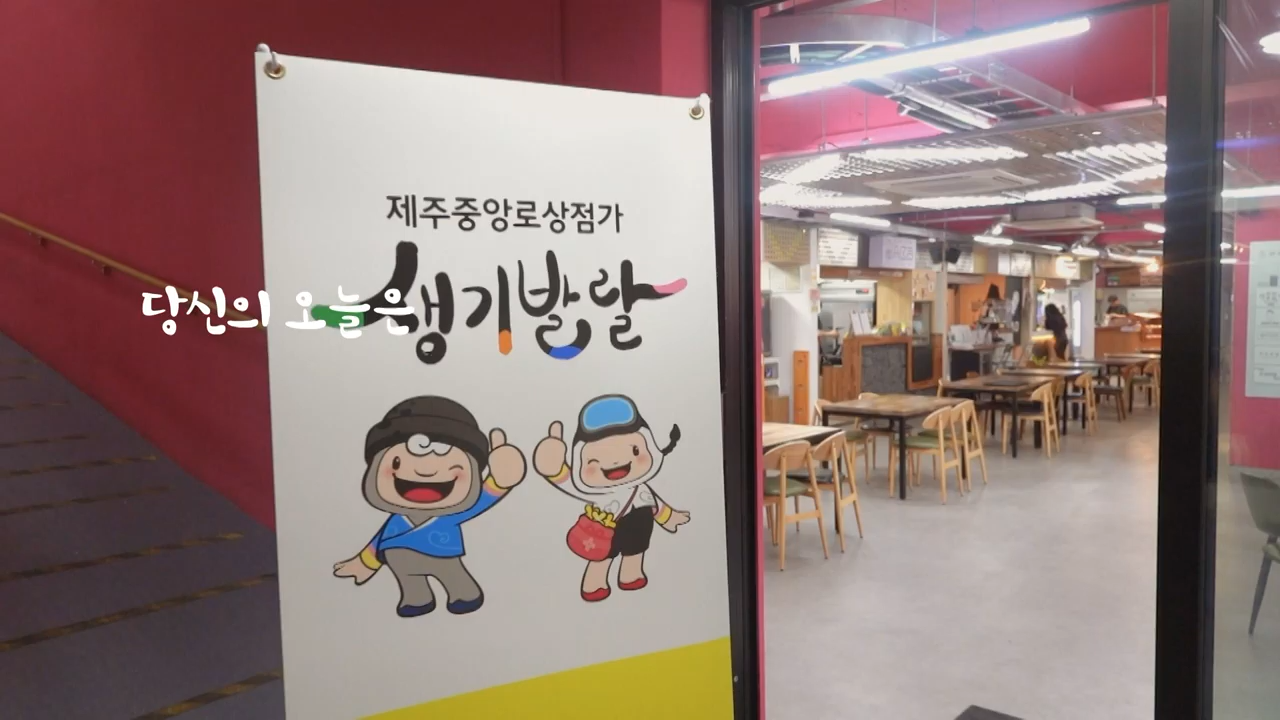 제주중앙로상점가
생기발랄
당신의 오늘은